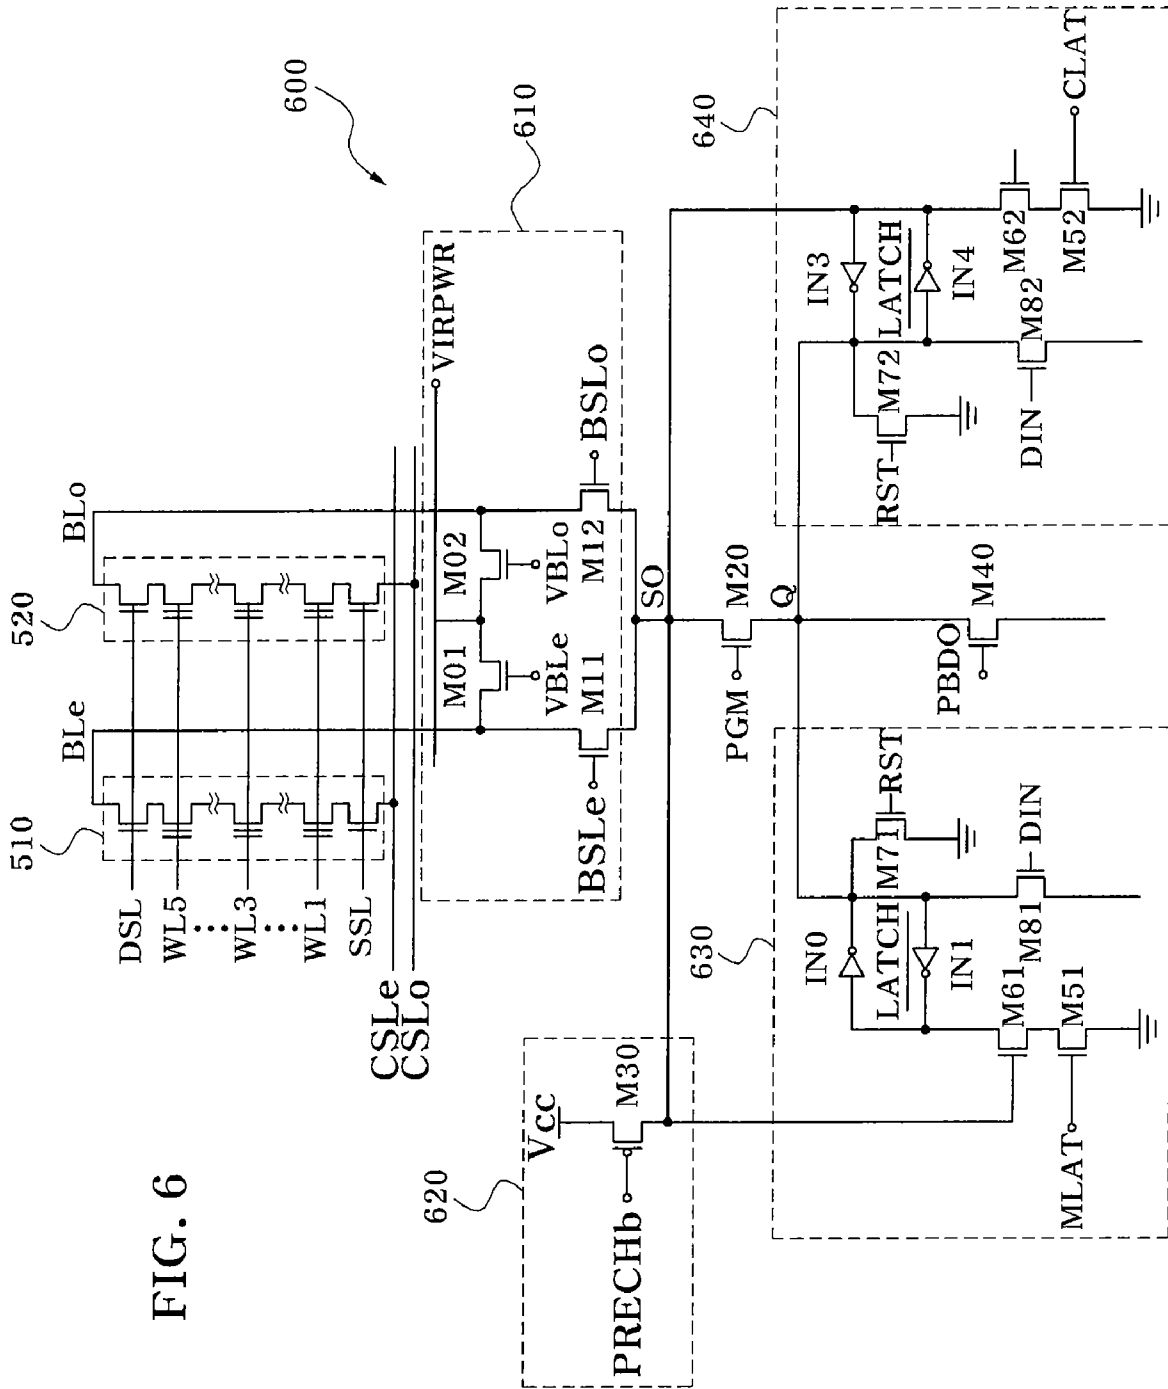 FIG. 6
600
BLe
BLo
510
520
DSL
WL5
WL3
WL1
SSL
CSLe
CSLo
VIRPWR
610
M01
M02
VBLe
VBLo
BSLe
M11
M12
BSLo
620
Vcc
PRECHb
M30
SO
PGM
M20
Q
PBDO
M40
630
IN0
LATCH
IN1
M71
RST
M61
M81
DIN
MLAT
M51
640
IN3
LATCH
IN4
RST
M72
DIN
M82
M62
M52
CLAT